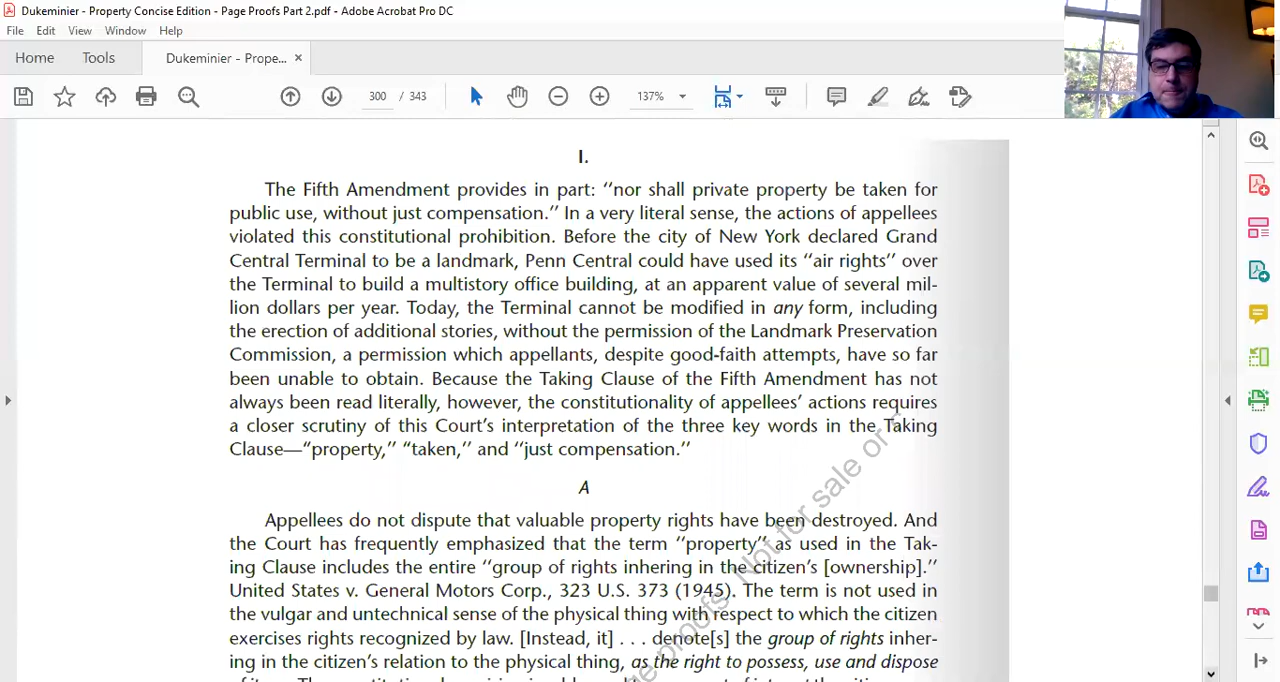 Dukeminier - Property Concise Edition - Page Proofs Part 2.pdf - Adobe Acrobat Pro DC
File Edit View Window Help
Home Tools Dukeminier - Prope... ×
300 / 343 137%
I.
The Fifth Amendment provides in part: “nor shall private property be taken for
public use, without just compensation.” In a very literal sense, the actions of appellees
violated this constitutional prohibition. Before the city of New York declared Grand
Central Terminal to be a landmark, Penn Central could have used its “air rights” over
the Terminal to build a multistory office building, at an apparent value of several mil-
lion dollars per year. Today, the Terminal cannot be modified in any form, including
the erection of additional stories, without the permission of the Landmark Preservation
Commission, a permission which appellants, despite good-faith attempts, have so far
been unable to obtain. Because the Taking Clause of the Fifth Amendment has not
always been read literally, however, the constitutionality of appellees’ actions requires
a closer scrutiny of this Court’s interpretation of the three key words in the Taking
Clause—“property,” “taken,” and “just compensation.”
A
Appellees do not dispute that valuable property rights have been destroyed. And
the Court has frequently emphasized that the term “property” as used in the Tak-
ing Clause includes the entire “group of rights inhering in the citizen’s [ownership].”
United States v. General Motors Corp., 323 U.S. 373 (1945). The term is not used in
the vulgar and untechnical sense of the physical thing with respect to which the citizen
exercises rights recognized by law. [Instead, it] . . . denote[s] the group of rights inher-
ing in the citizen’s relation to the physical thing, as the right to possess, use and dispose
proofs. Not for sale or